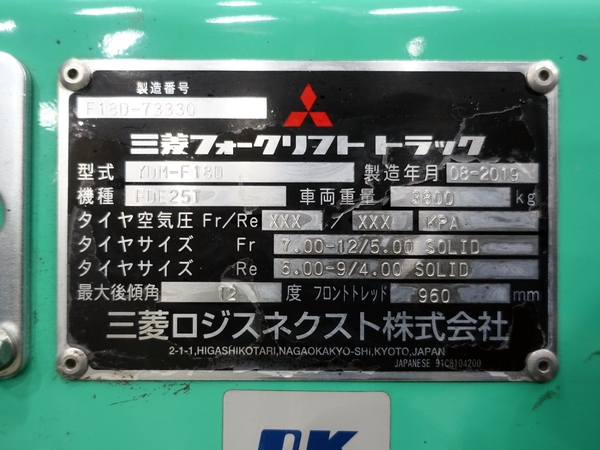 製造番号
F18D-73330
三菱フォークリフト トラック
型式 YDM-F18D 製造年月 08-2019
機種 FDE25T 車両重量 3800 kg
タイヤ空気圧 Fr/Re XXX / XXX KPA
タイヤサイズ Fr 7.00-12/5.00 SOLID
タイヤサイズ Re 6.00-9/4.00 SOLID
最大後傾角 12 度 フロントトレッド 960 mm
三菱ロジスネクスト株式会社
2-1-1,HIGASHIKOTARI,NAGAOKAKYO-SHI,KYOTO,JAPAN
JAPANESE 91CB104200